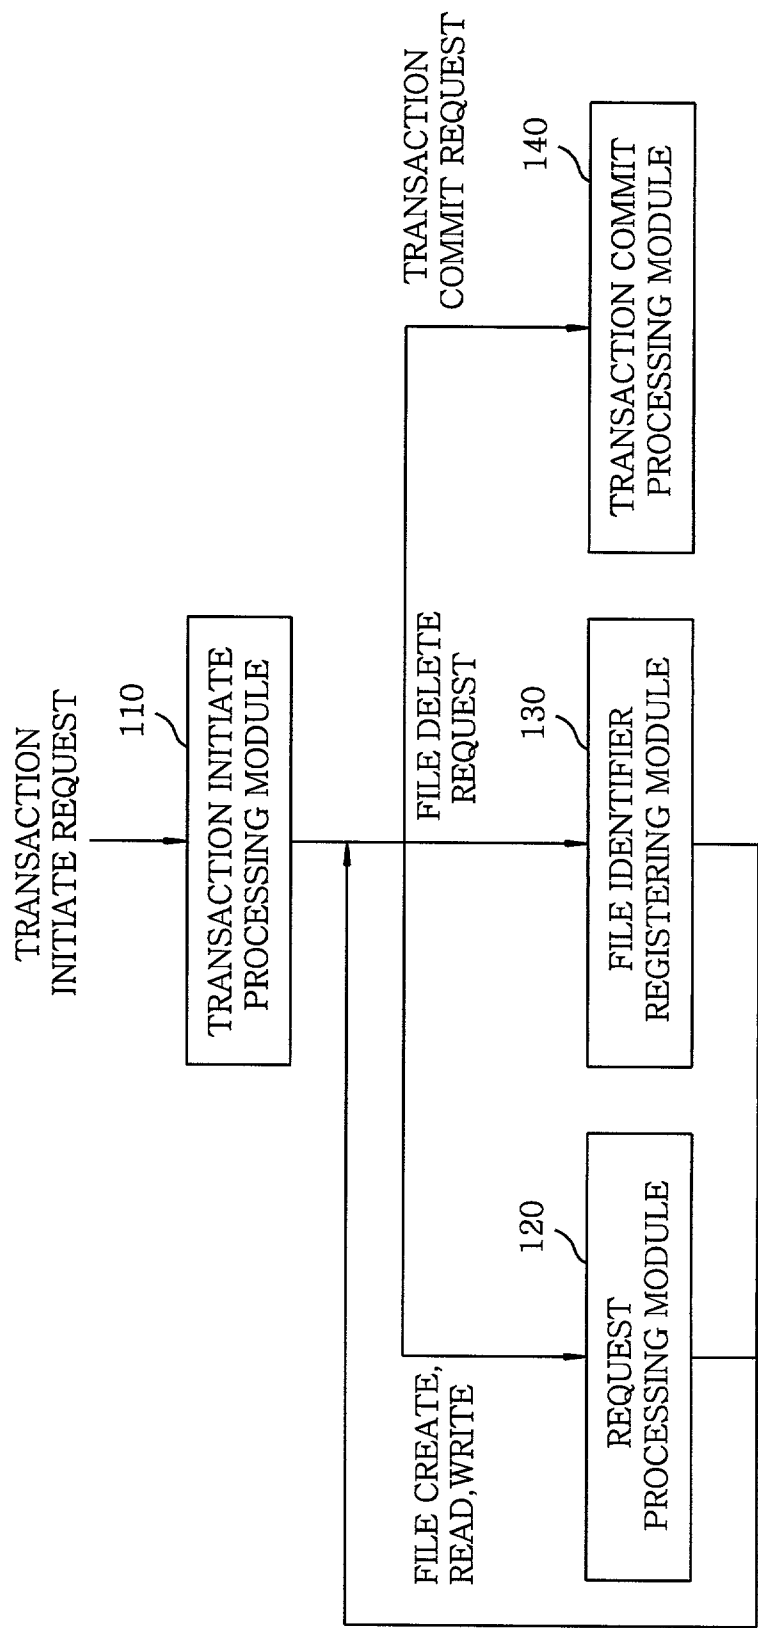 TRANSACTION
INITIATE REQUEST
110
TRANSACTION INITIATE
PROCESSING MODULE
FILE CREATE,
READ,WRITE
FILE DELETE
REQUEST
TRANSACTION
COMMIT REQUEST
120
REQUEST
PROCESSING MODULE
130
FILE IDENTIFIER
REGISTERING MODULE
140
TRANSACTION COMMIT
PROCESSING MODULE